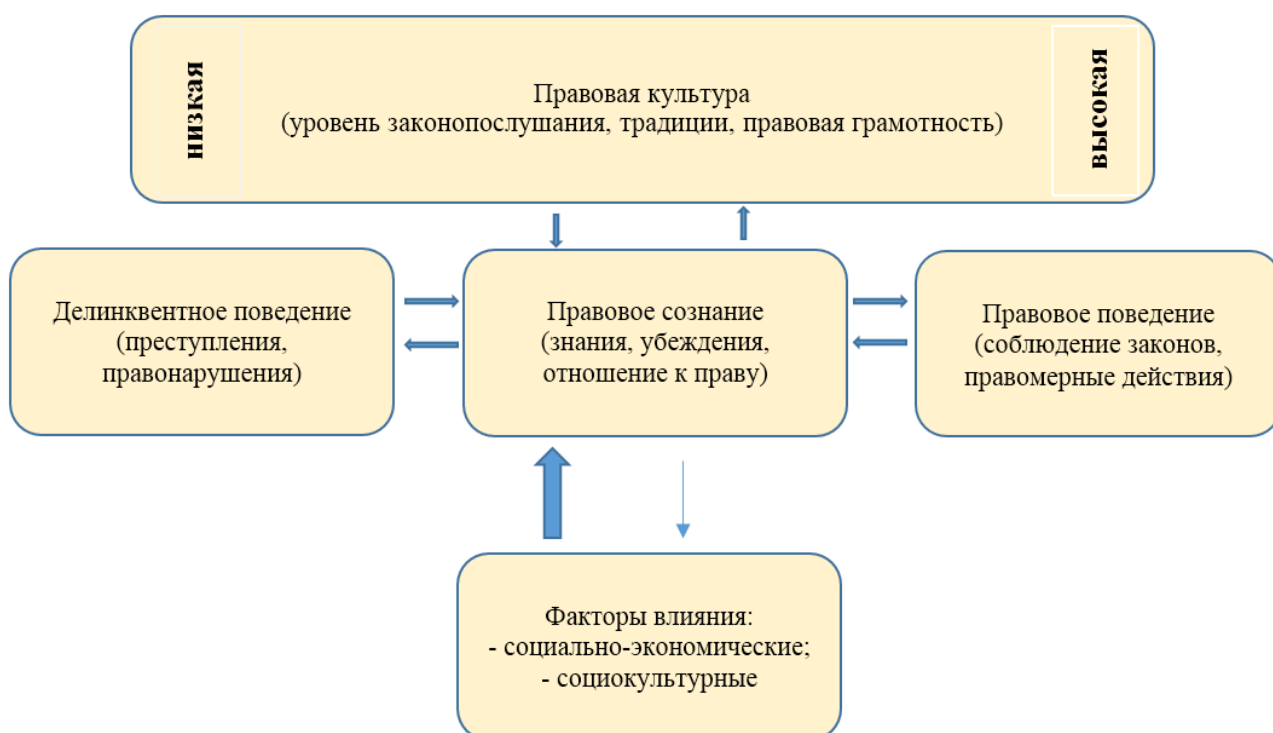 низкая
Правовая культура
(уровень законопослушания, традиции, правовая грамотность)
высокая
Делинквентное поведение
(преступления,
правонарушения)
Правовое сознание
(знания, убеждения,
отношение к праву)
Правовое поведение
(соблюдение законов,
правомерные действия)
Факторы влияния:
- социально-экономические;
- социокультурные